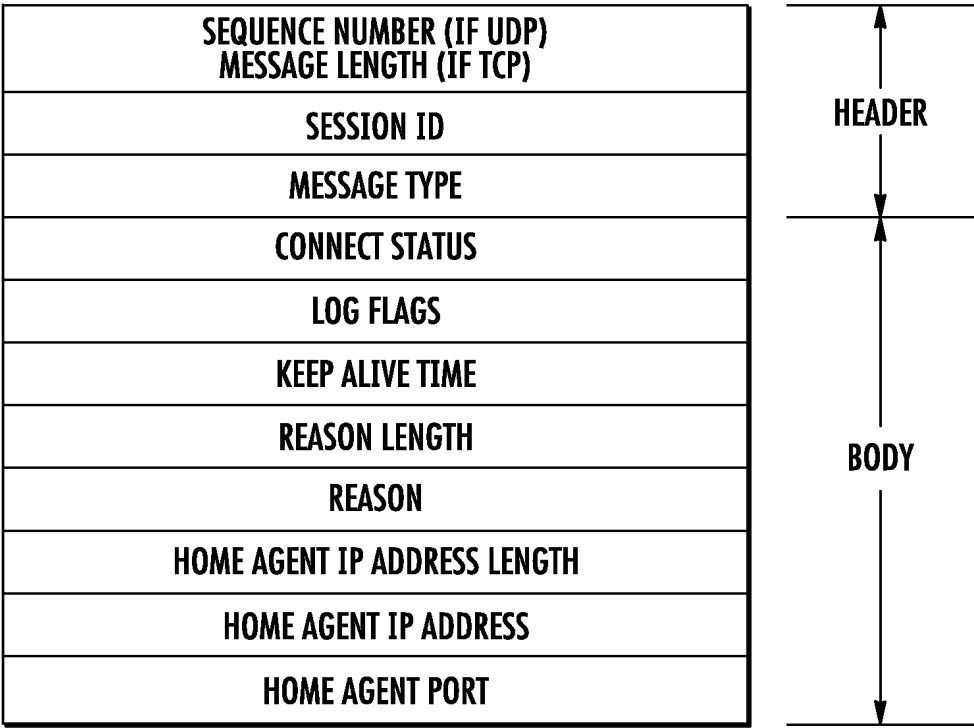 SEQUENCE NUMBER (IF UDP)
MESSAGE LENGTH (IF TCP)
SESSION ID
MESSAGE TYPE
CONNECT STATUS
LOG FLAGS
KEEP ALIVE TIME
REASON LENGTH
REASON
HOME AGENT IP ADDRESS LENGTH
HOME AGENT IP ADDRESS
HOME AGENT PORT
HEADER
BODY